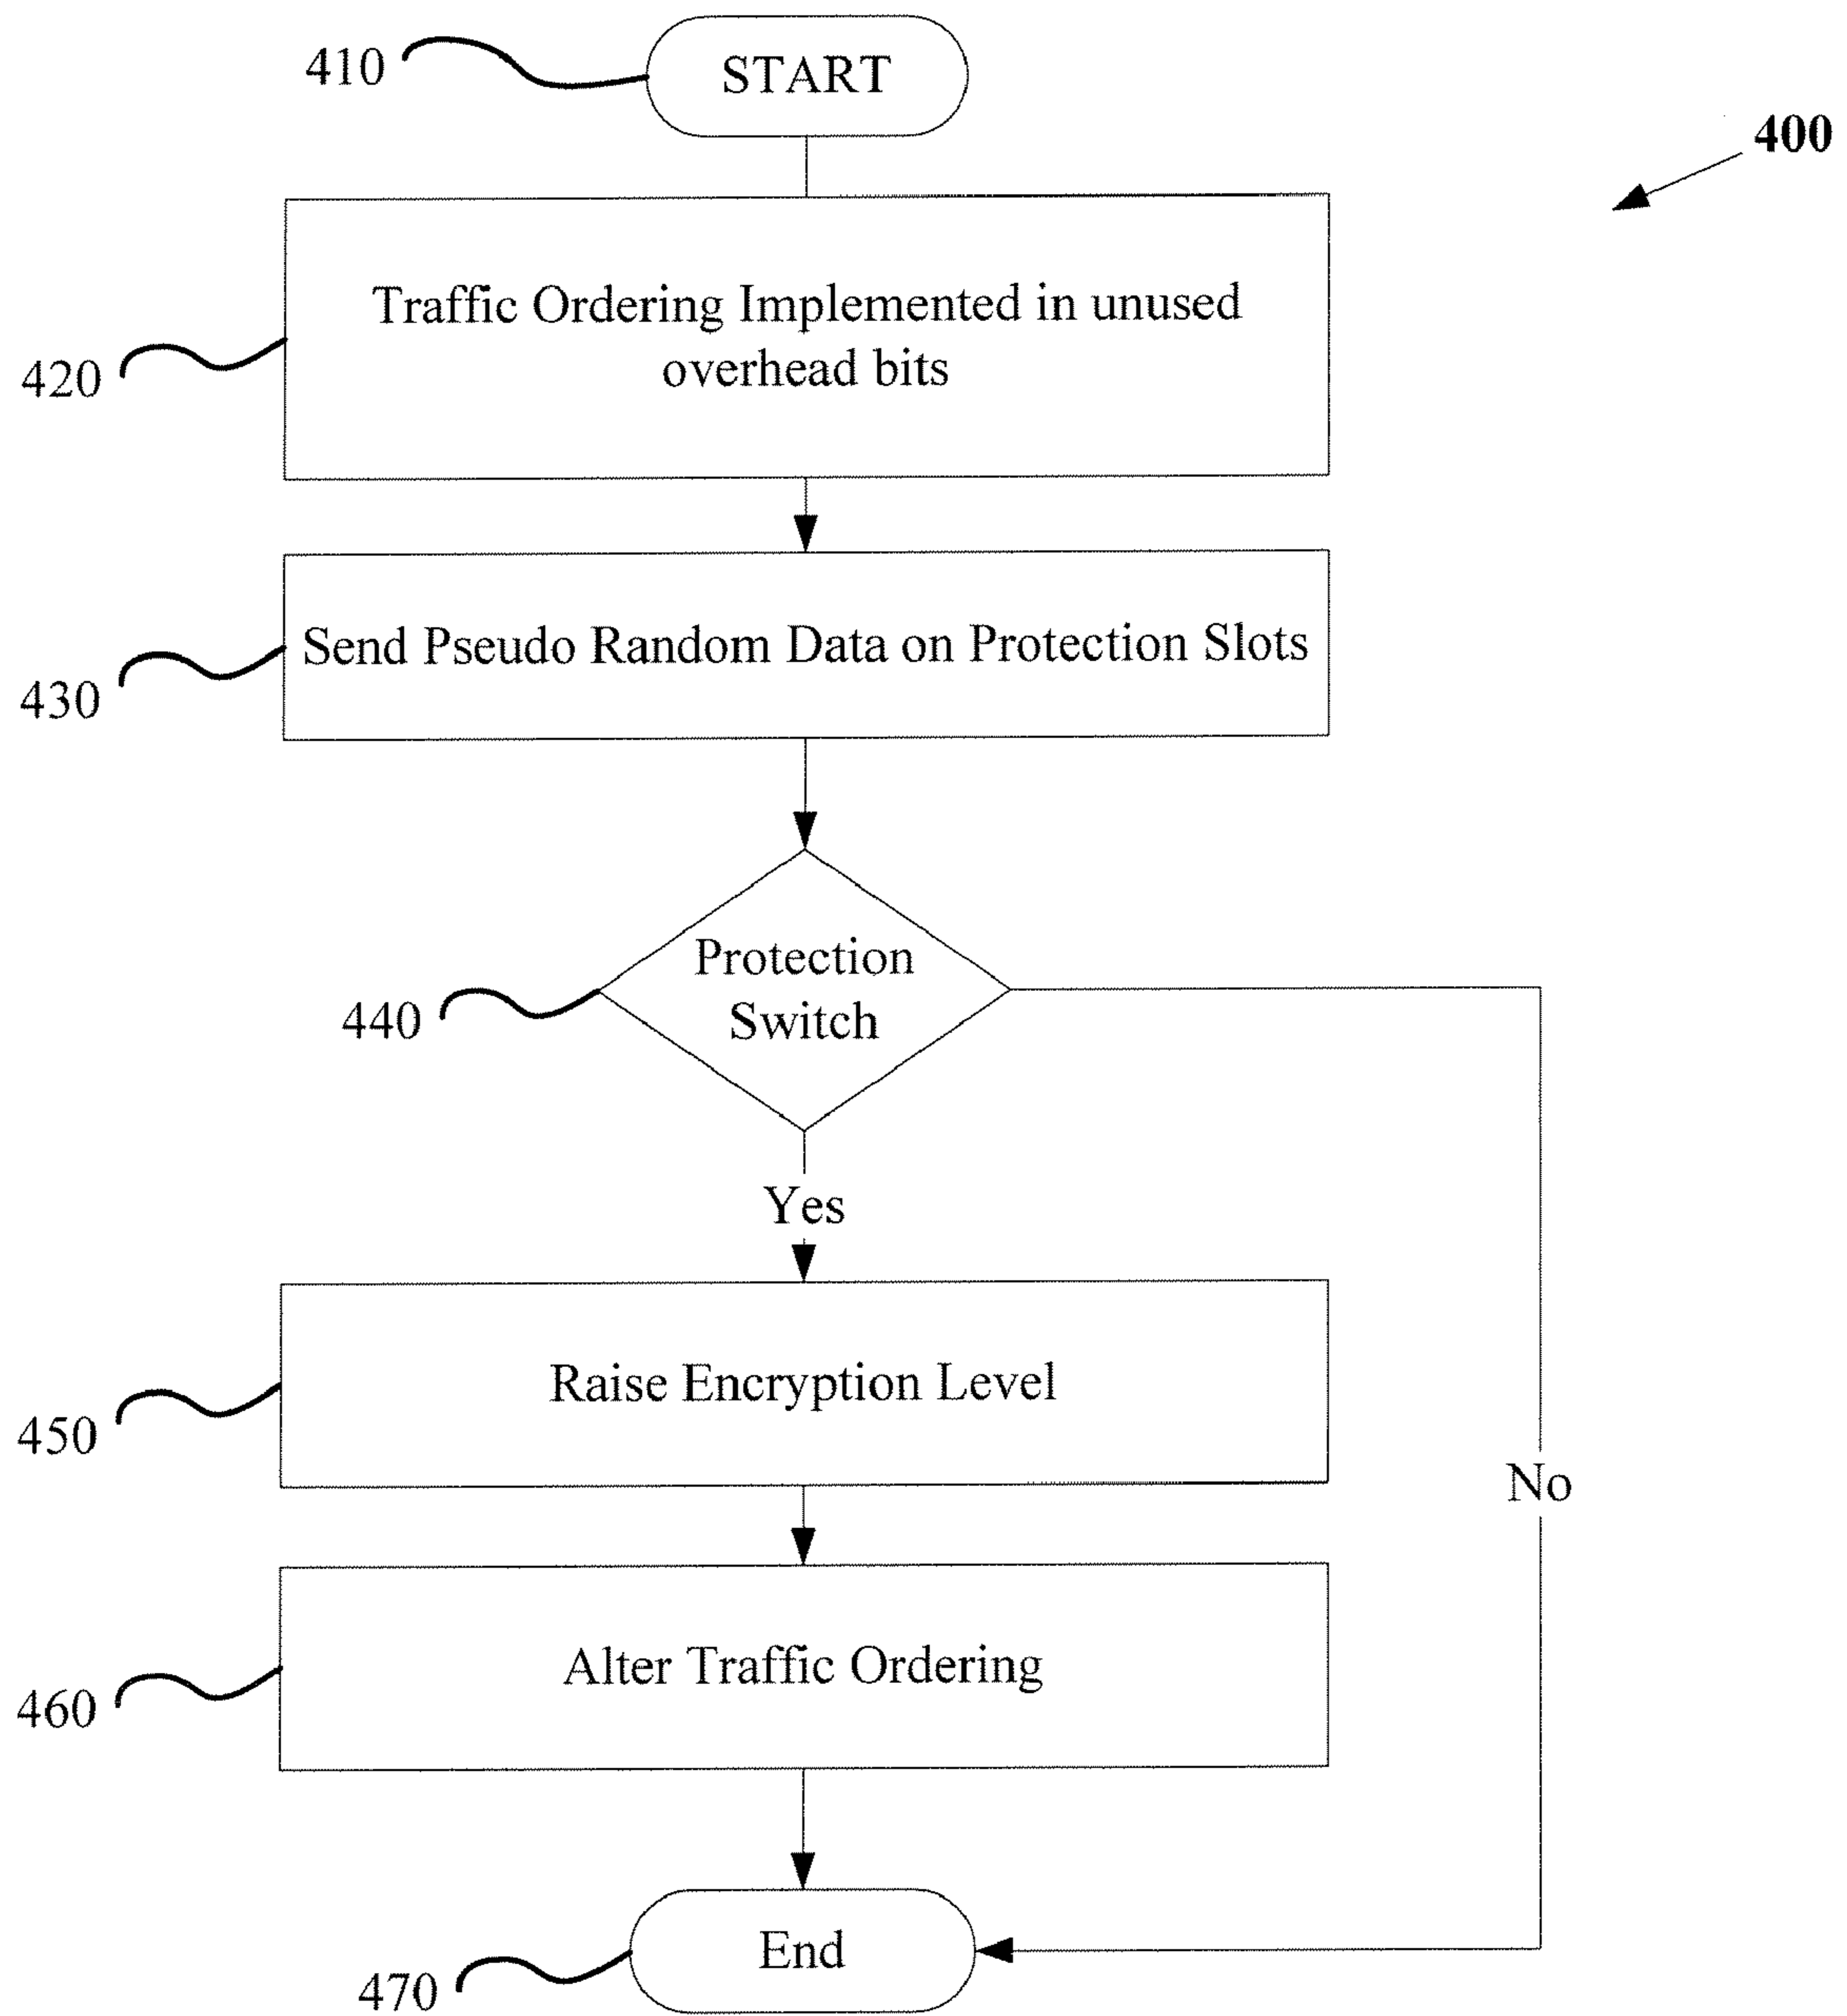 410
START
400
Traffic Ordering Implemented in unused
overhead bits
420
Send Pseudo Random Data on Protection Slots
430
Protection
Switch
440
Yes
Raise Encryption Level
450
No
Alter Traffic Ordering
460
End
470